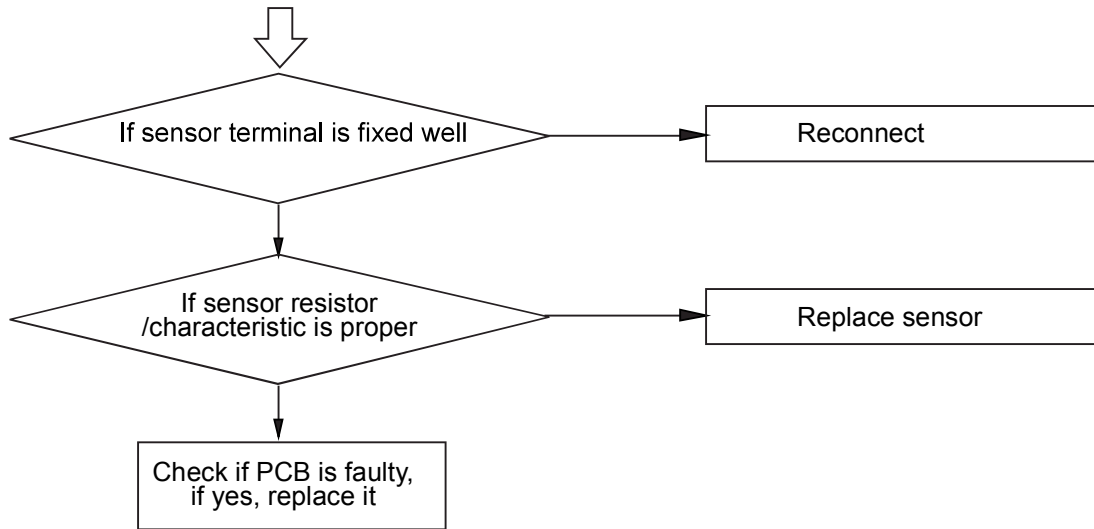 If sensor terminal is fixed well
Reconnect
If sensor resistor
/characteristic is proper
Replace sensor
Check if PCB is faulty,
if yes, replace it